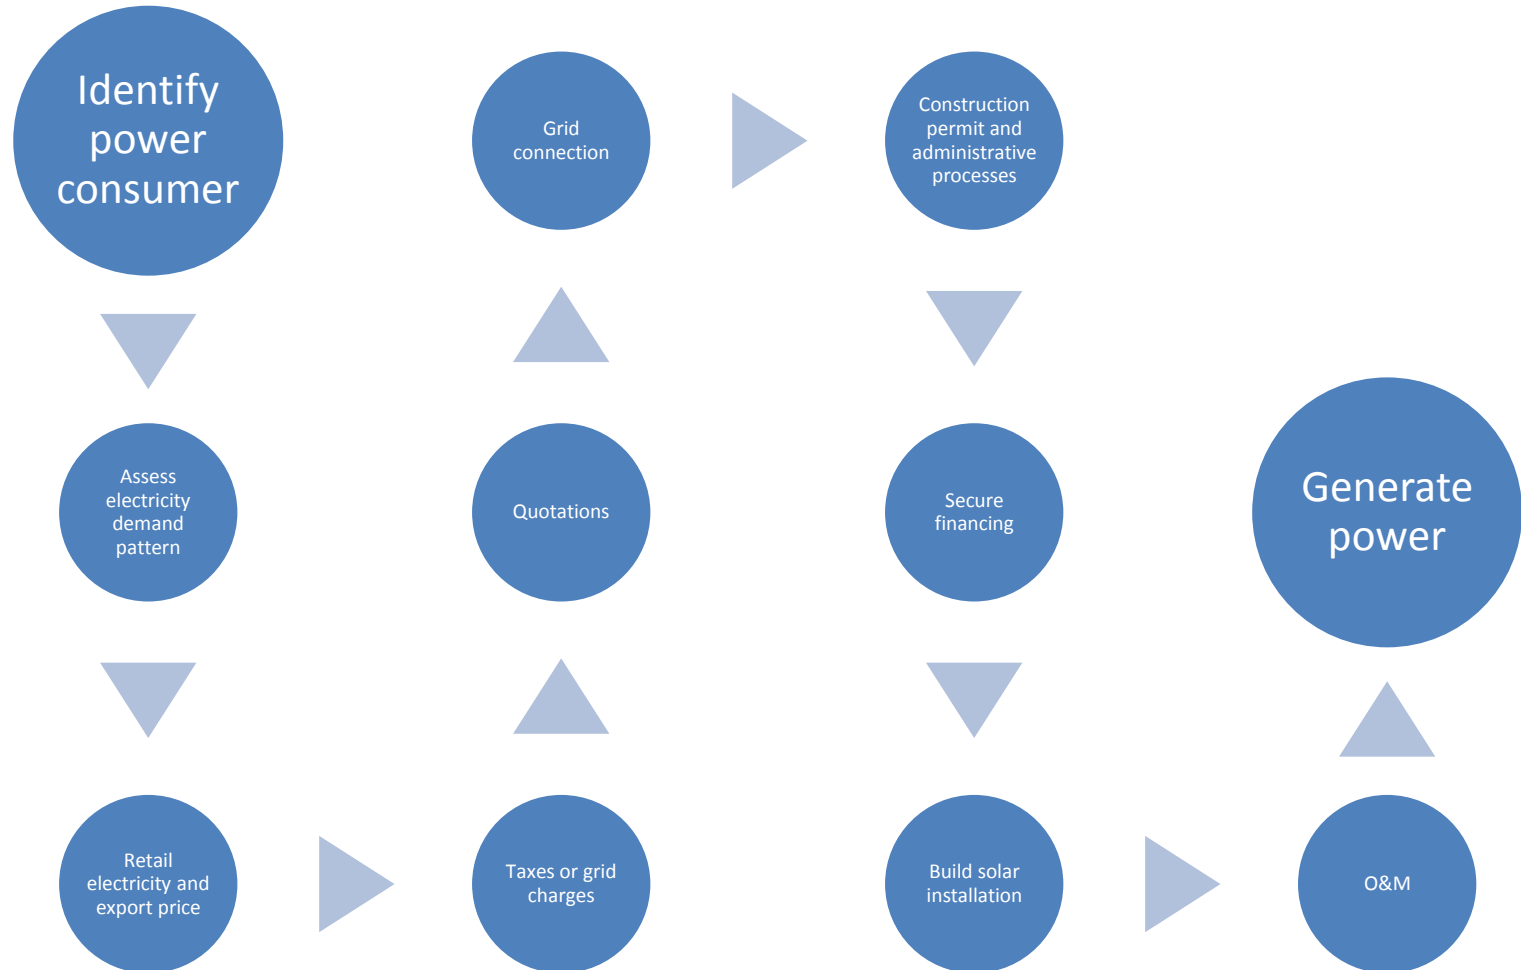 Identify
power
consumer
Assess
electricity
demand
pattern
Retail
electricity and
export price
Taxes or grid
charges
Quotations
Grid
connection
Construction
permit and
administrative
processes
Secure
financing
Build solar
installation
O&M
Generate
power